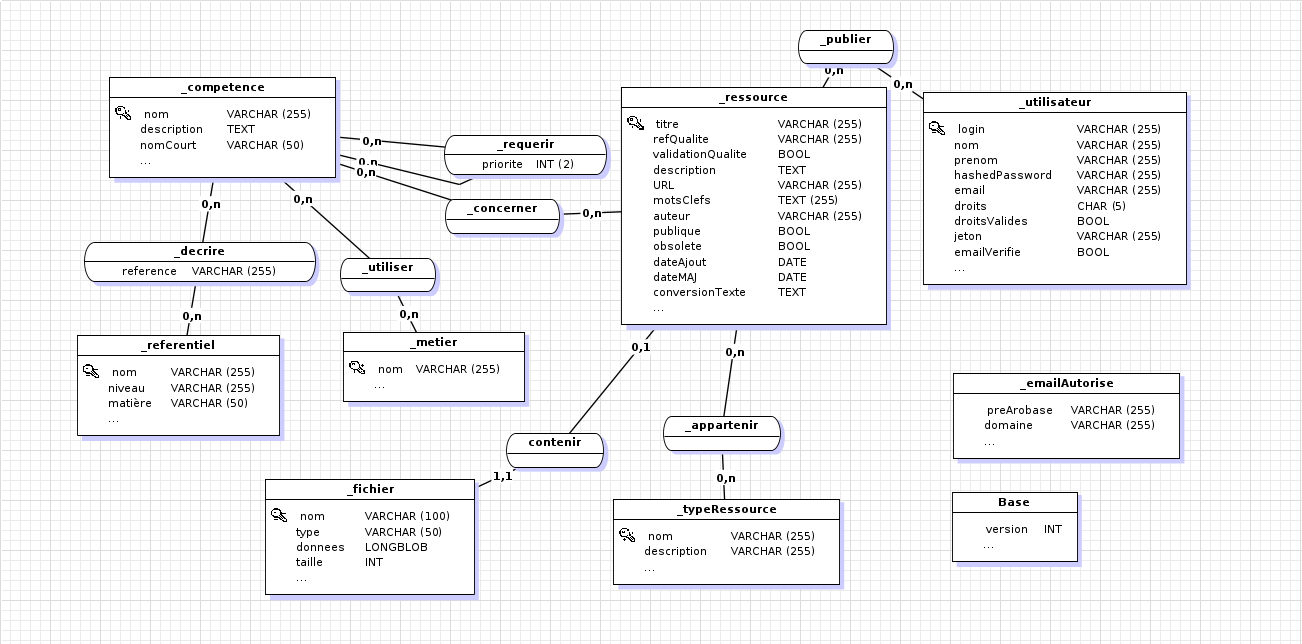 _publier
0,n
0,n
_competence
nom VARCHAR (255)
description TEXT
nomCourt VARCHAR (50)
...
_ressource
titre VARCHAR (255)
refQualite VARCHAR (255)
validationQualite BOOL
description TEXT
URL VARCHAR (255)
motsClefs TEXT (255)
auteur VARCHAR (255)
publique BOOL
obsolete BOOL
dateAjout DATE
dateMAJ DATE
conversionTexte TEXT
...
_utilisateur
login VARCHAR (255)
nom VARCHAR (255)
prenom VARCHAR (255)
hashedPassword VARCHAR (255)
email VARCHAR (255)
droits CHAR (5)
droitsValides BOOL
jeton VARCHAR (255)
emailVerifie BOOL
...
0,n
0,n
0,n
_requerir
priorite INT (2)
_concerner
0,n
0,n
0,n
_decrire
reference VARCHAR (255)
_utiliser
0,n
0,n
_referentiel
nom VARCHAR (255)
niveau VARCHAR (255)
matière VARCHAR (50)
...
_metier
nom VARCHAR (255)
...
0,1
0,n
contenir
_appartenir
1,1
0,n
_fichier
nom VARCHAR (100)
type VARCHAR (50)
donnees LONGBLOB
taille INT
...
_typeRessource
nom VARCHAR (255)
description VARCHAR (255)
...
_emailAutorise
preArobase VARCHAR (255)
domaine VARCHAR (255)
...
Base
version INT
...